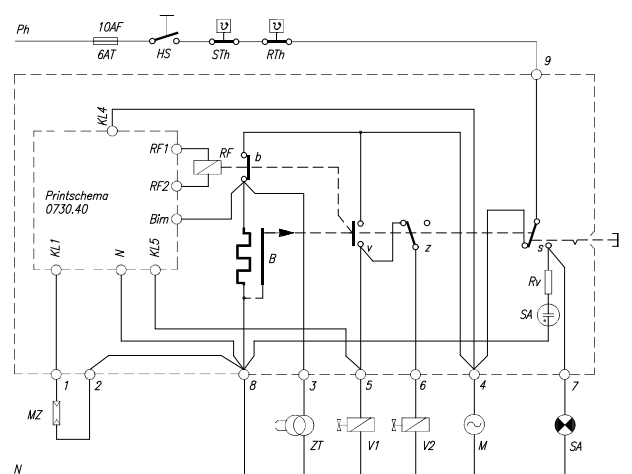 Ph
10AF
6AT
HS
STh
RTh
9
KL4
RF1
RF
b
RF2
Printschema
0730.40
Bim
KL1
N
KL5
B
v
z
s
Rv
SA
1
2
8
3
5
6
4
7
MZ
ZT
V1
V2
M
SA
N